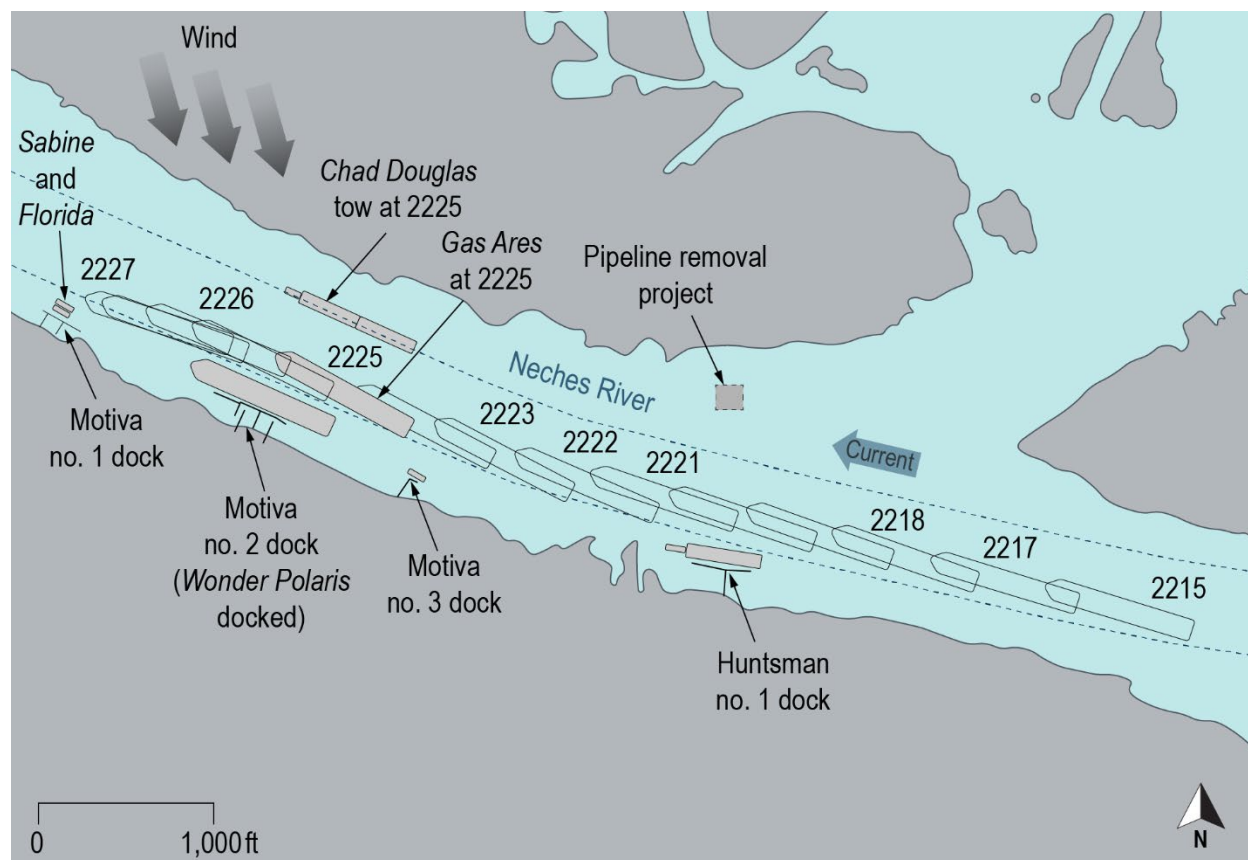 Wind
Sabine
and
Florida
Chad Douglas
tow at 2225
Gas Ares
at 2225
Pipeline removal
project
2227
2226
2225
Neches River
2223
2222
2221
Current
2218
2217
2215
Motiva
no. 1 dock
Motiva
no. 2 dock
(Wonder Polaris
docked)
Motiva
no. 3 dock
Huntsman
no. 1 dock
0
1,000 ft
N